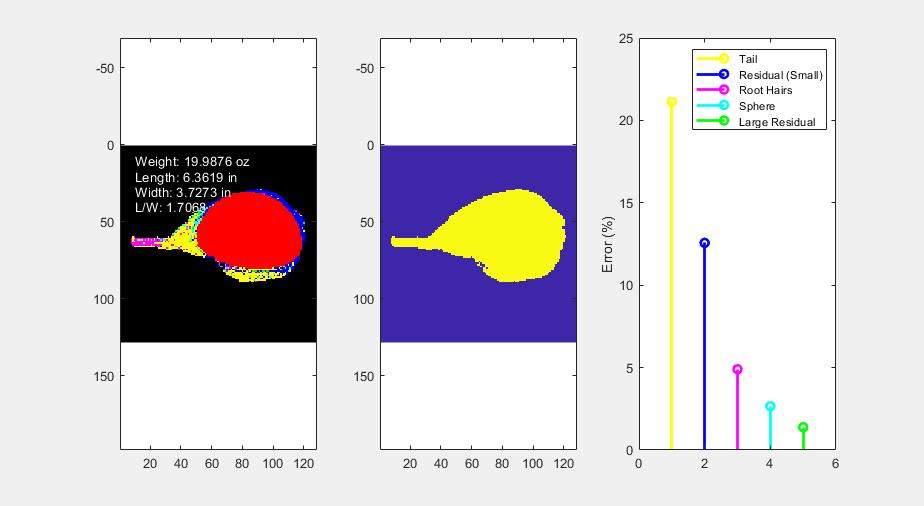 Weight: 19.9876 oz
Length: 6.3619 in
Width: 3.7273 in
L/W: 1.7068
-50
0
50
100
150
20 40 60 80 100 120
-50
0
50
100
150
20 40 60 80 100 120
Tail
Residual (Small)
Root Hairs
Sphere
Large Residual
Error (%)
25
20
15
10
5
0
0 2 4 6